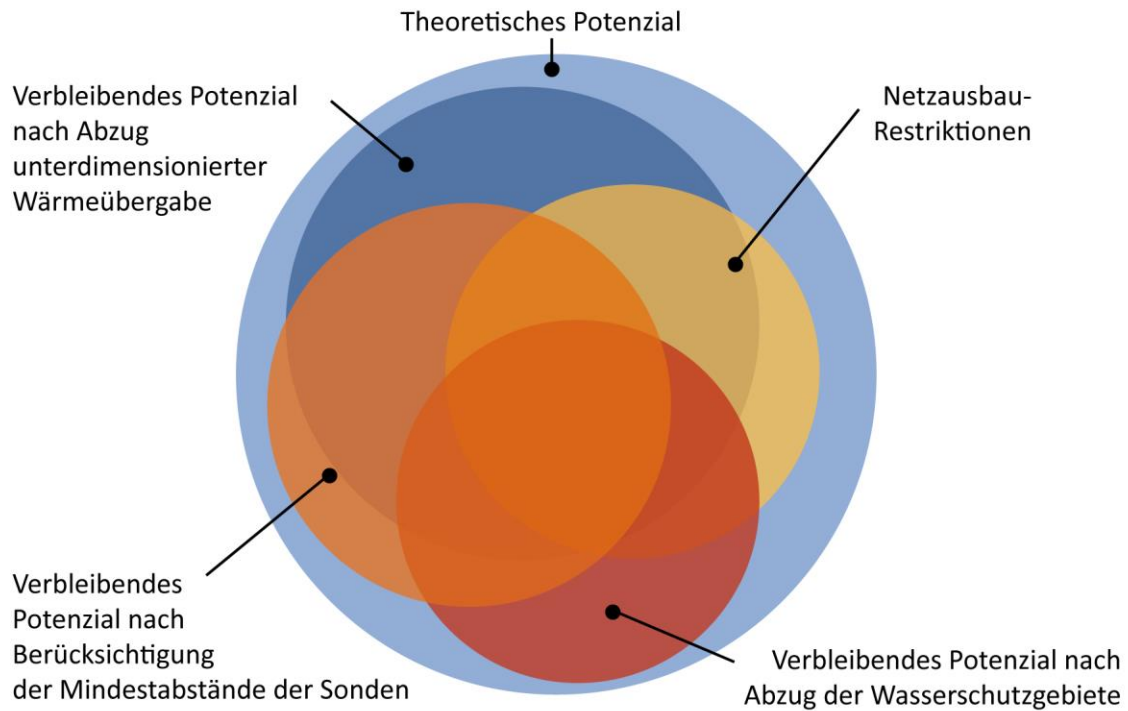 Theoretisches Potenzial
Verbleibendes Potenzial
nach Abzug
unterdimensionierter
Wärmeübergabe
Netzausbau-
Restriktionen
Verbleibendes
Potenzial nach
Berücksichtigung
der Mindestabstände der Sonden
Verbleibendes Potenzial nach
Abzug der Wasserschutzgebiete